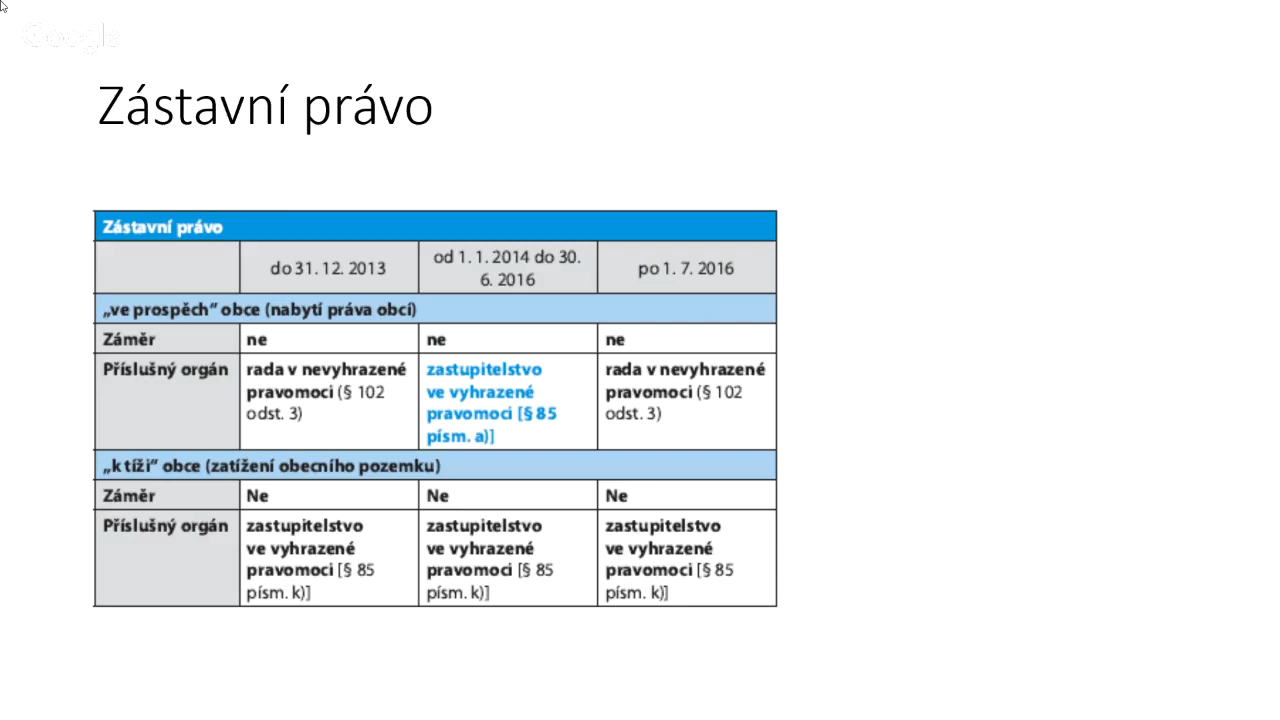 Google
Zástavní právo
Zástavní právo
do 31. 12. 2013
od 1. 1. 2014 do 30.
6. 2016
po 1. 7. 2016
„ve prospěch“ obce (nabytí práva obcí)
Záměr ne ne ne
Příslušný orgán rada v nevyhrazené zastupitelstvo rada v nevyhrazené
pravomoci (§ 102 ve vyhrazené pravomoci (§ 102
odst. 3) pravomoci [§ 85 odst. 3)
písm. a)]
„k tíži“ obce (zatížení obecního pozemku)
Záměr Ne Ne Ne
Příslušný orgán zastupitelstvo zastupitelstvo zastupitelstvo
ve vyhrazené ve vyhrazené ve vyhrazené
pravomoci [§ 85 pravomoci [§ 85 pravomoci [§ 85
písm. k)] písm. k)] písm. k)]